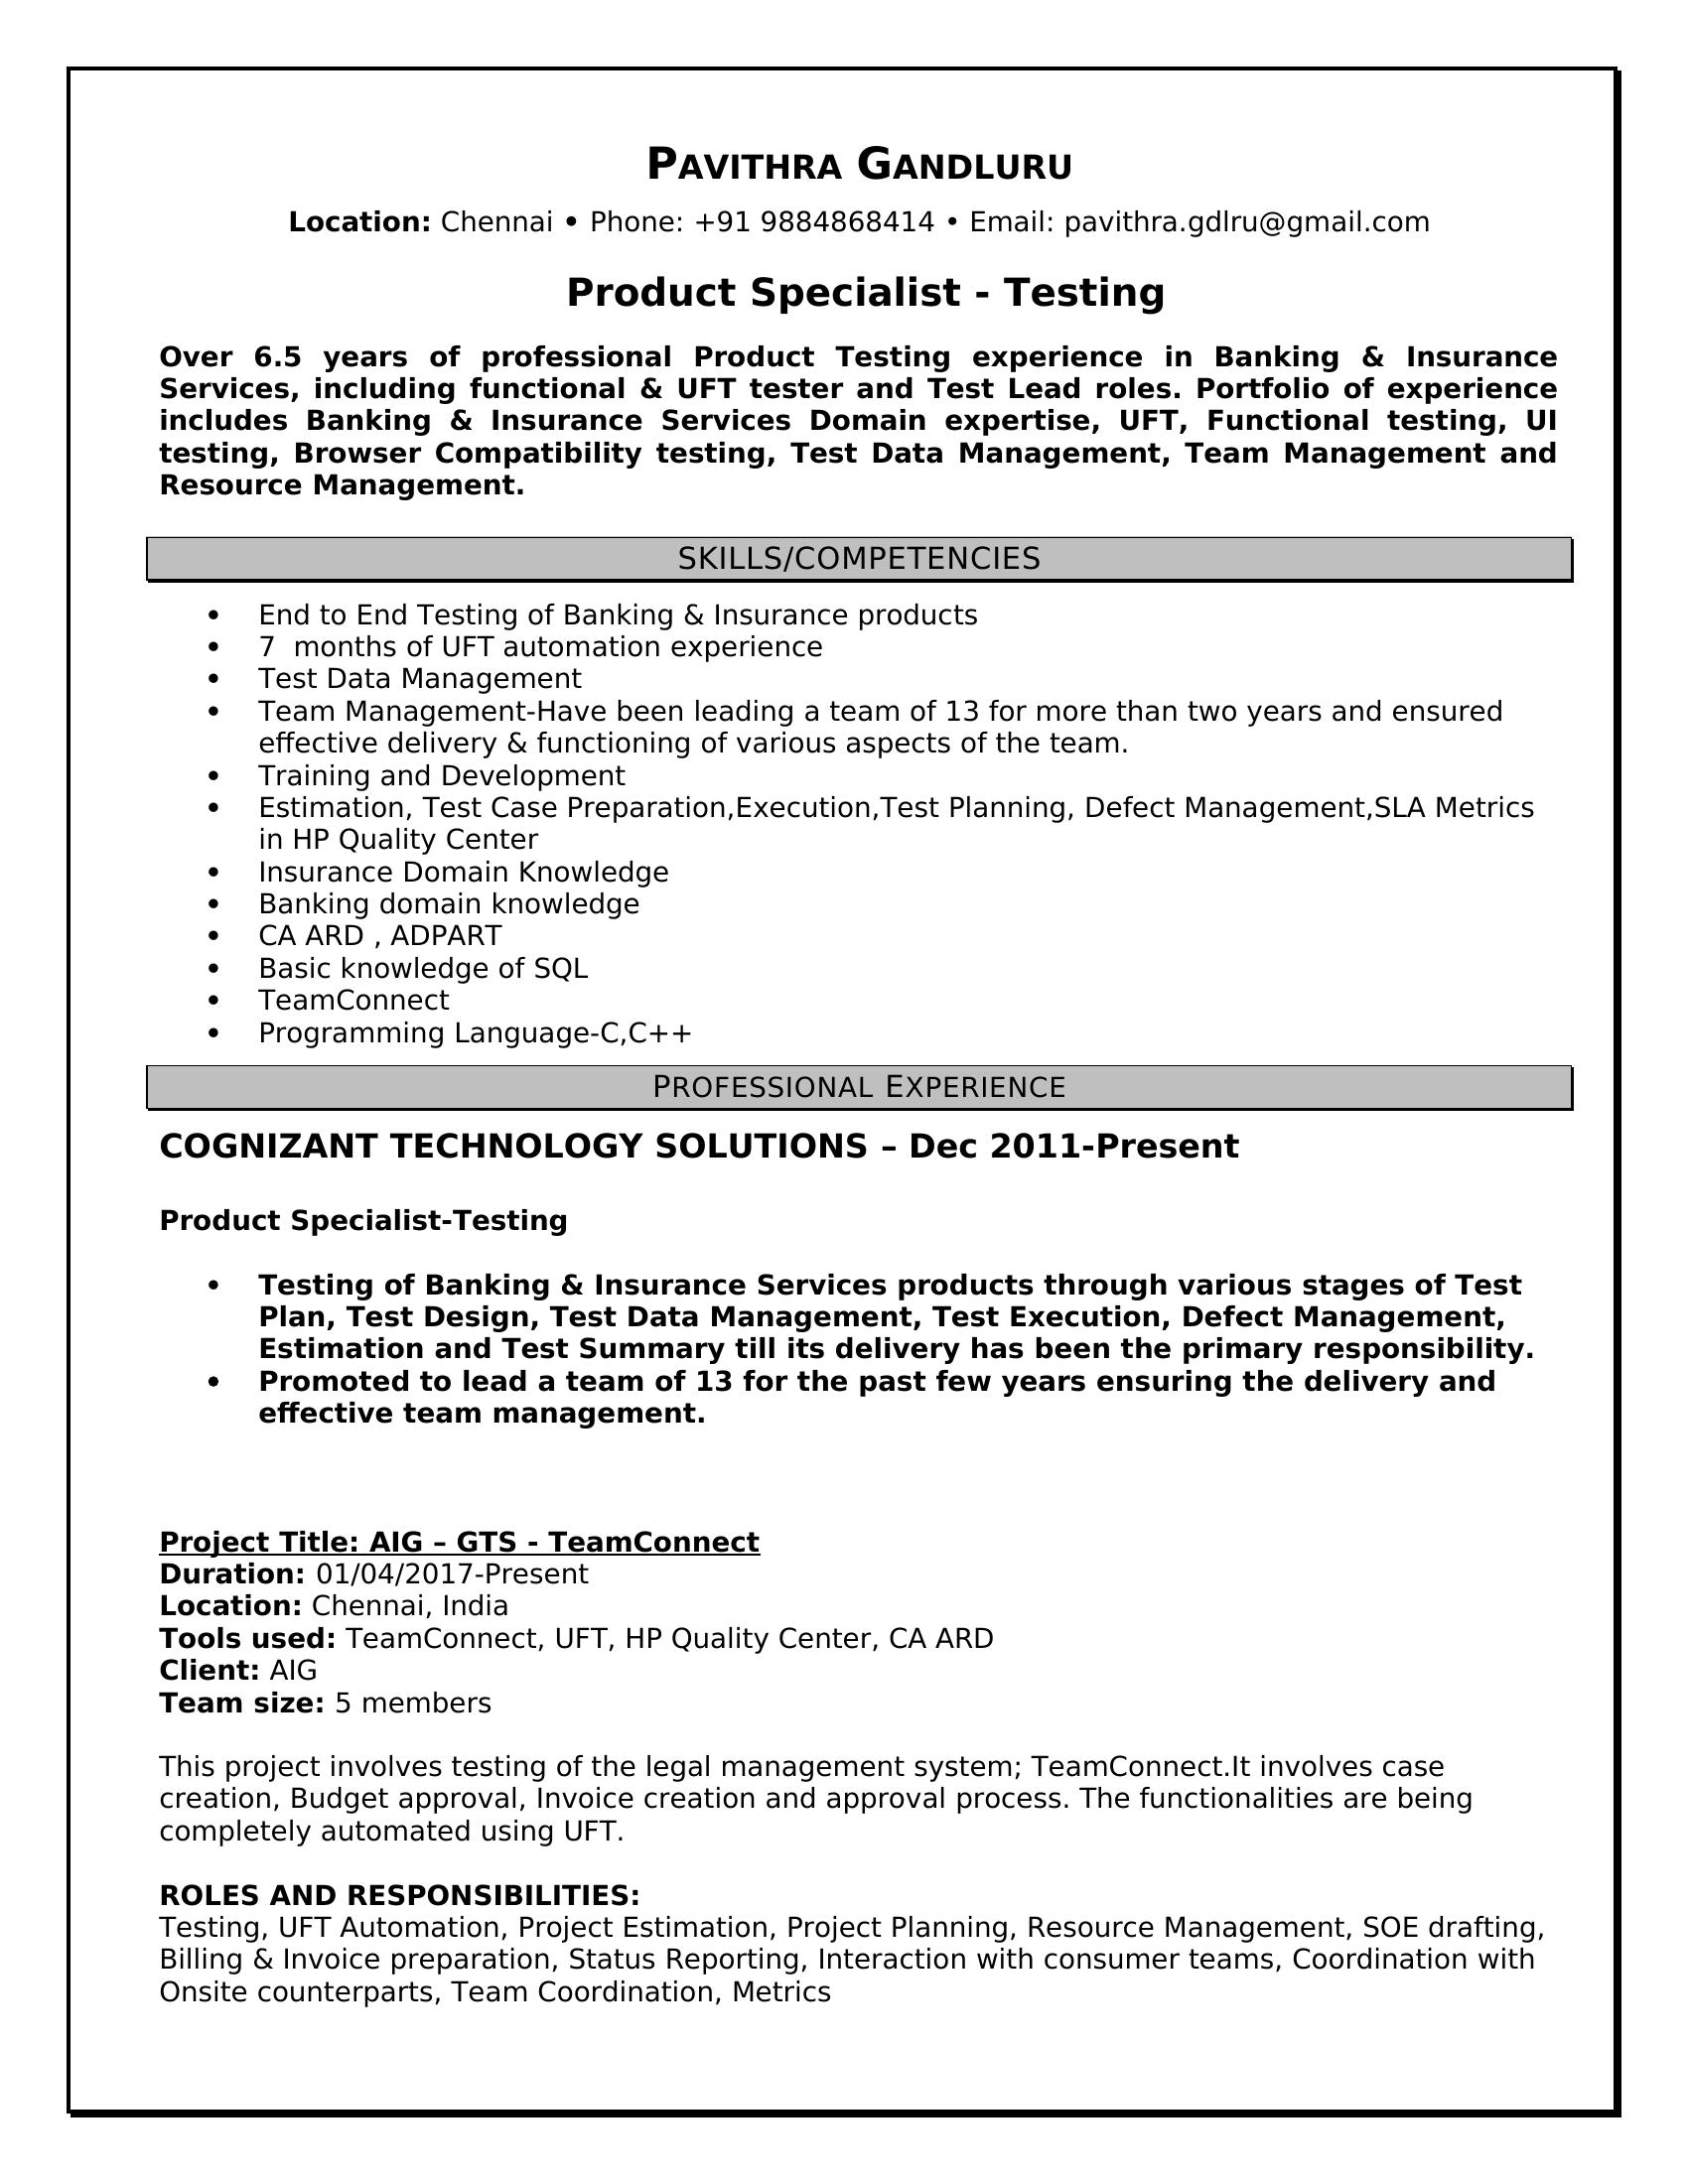 PAVITHRA GANDLURU
Location: Chennai • Phone: +91 9884868414 • Email: pavithra.gdlru@gmail.com
Product Specialist - Testing
Over 6.5 years of professional Product Testing experience in Banking & Insurance
Services, including functional & UFT tester and Test Lead roles. Portfolio of experience
includes Banking & Insurance Services Domain expertise, UFT, Functional testing, UI
testing, Browser Compatibility testing, Test Data Management, Team Management and
Resource Management.
SKILLS/COMPETENCIES
• End to End Testing of Banking & Insurance products
• 7  months of UFT automation experience
• Test Data Management
• Team Management-Have been leading a team of 13 for more than two years and ensured
effective delivery & functioning of various aspects of the team.
• Training and Development
• Estimation, Test Case Preparation,Execution,Test Planning, Defect Management,SLA Metrics
in HP Quality Center
• Insurance Domain Knowledge
• Banking domain knowledge
• CA ARD , ADPART
• Basic knowledge of SQL
• TeamConnect
• Programming Language-C,C++
PROFESSIONAL EXPERIENCE
COGNIZANT TECHNOLOGY SOLUTIONS – Dec 2011-Present
Product Specialist-Testing
• Testing of Banking & Insurance Services products through various stages of Test
Plan, Test Design, Test Data Management, Test Execution, Defect Management,
Estimation and Test Summary till its delivery has been the primary responsibility.
• Promoted to lead a team of 13 for the past few years ensuring the delivery and
effective team management.
Project Title: AIG – GTS - TeamConnect
Duration: 01/04/2017-Present
Location: Chennai, India
Tools used: TeamConnect, UFT, HP Quality Center, CA ARD
Client: AIG
Team size: 5 members
This project involves testing of the legal management system; TeamConnect.It involves case
creation, Budget approval, Invoice creation and approval process. The functionalities are being
completely automated using UFT.
ROLES AND RESPONSIBILITIES:
Testing, UFT Automation, Project Estimation, Project Planning, Resource Management, SOE drafting,
Billing & Invoice preparation, Status Reporting, Interaction with consumer teams, Coordination with
Onsite counterparts, Team Coordination, Metrics